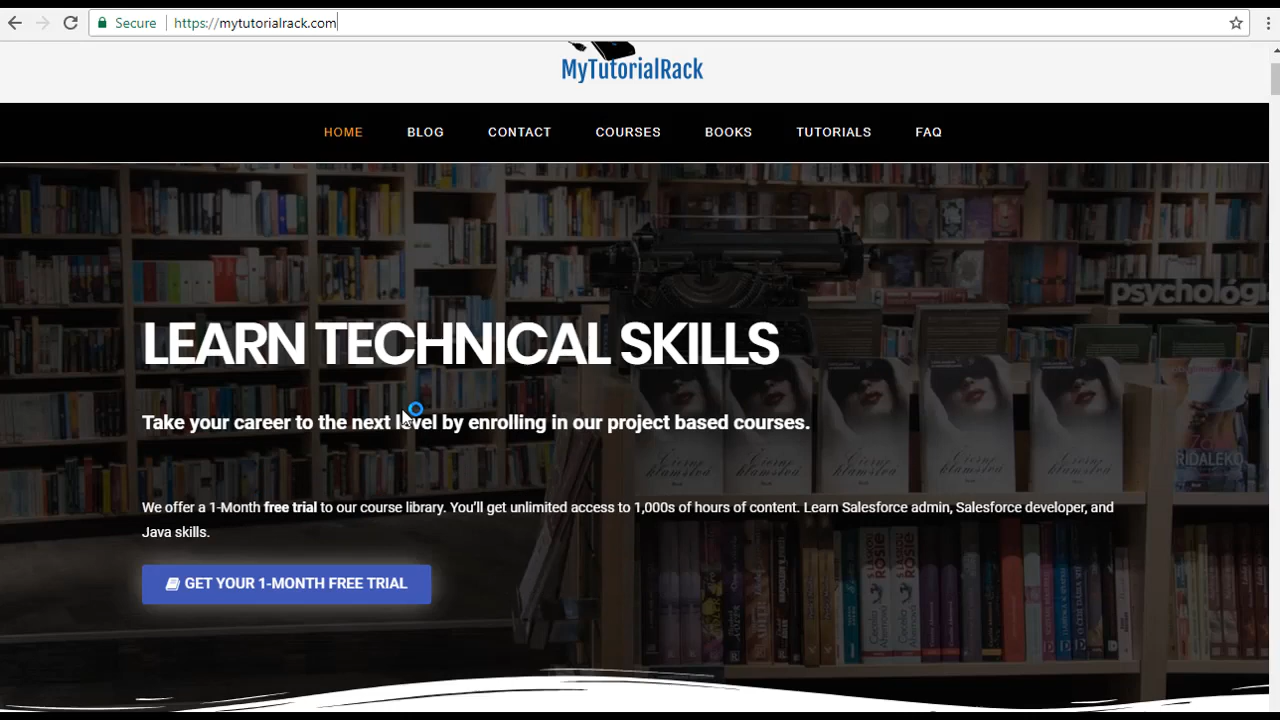 Secure
https://mytutorialrack.com
MyTutorialRack
HOME BLOG CONTACT COURSES BOOKS TUTORIALS FAQ
psychológi
LEARN TECHNICAL SKILLS
Take your career to the next level by enrolling in our project based courses.
We offer a 1-Month free trial to our course library. You'll get unlimited access to 1,000s of hours of content. Learn Salesforce admin, Salesforce developer, and
Java skills.
GET YOUR 1-MONTH FREE TRIAL